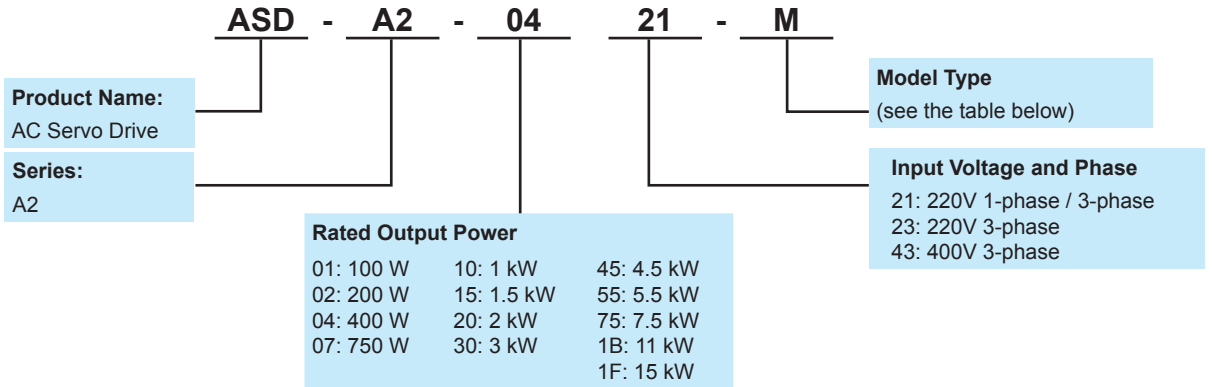 ASD - A2 - 04 21 - M
Product Name:
AC Servo Drive
Series:
A2
Rated Output Power
01: 100 W 10: 1 kW 45: 4.5 kW
02: 200 W 15: 1.5 kW 55: 5.5 kW
04: 400 W 20: 2 kW 75: 7.5 kW
07: 750 W 30: 3 kW 1B: 11 kW
1F: 15 kW
Model Type
(see the table below)
Input Voltage and Phase
21: 220V 1-phase / 3-phase
23: 220V 3-phase
43: 400V 3-phase